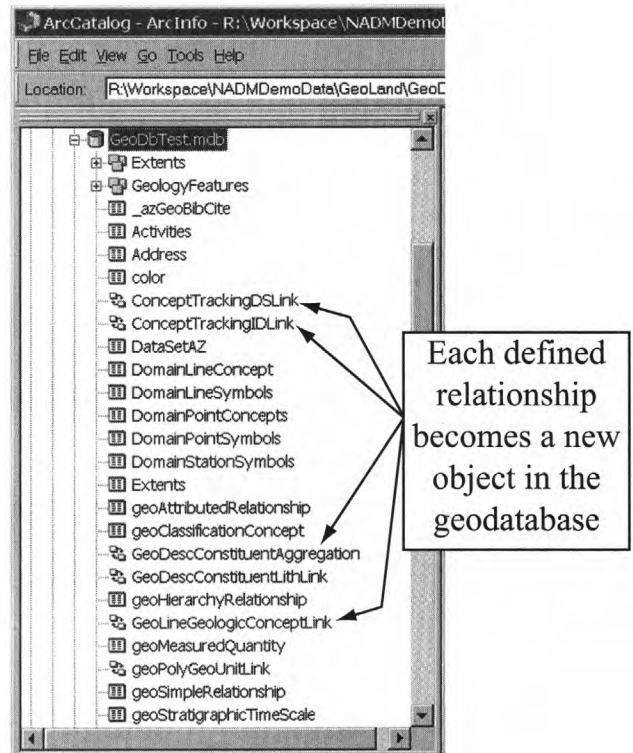 ArcCatalog - ArcInfo - R:\Workspace\NADMDemo
File Edit View Go Tools Help
Location: R:\Workspace\NADMDemoData\GeoLand\Geo
GeoDbTest.mdb
Extents
GeologyFeatures
_azGeoBibCite
Activities
Address
color
ConceptTrackingDSLink
ConceptTrackingIDLink
DataSetAZ
DomainLineConcept
DomainLineSymbols
DomainPointConcepts
DomainPointSymbols
DomainStationSymbols
Extents
geoAttributedRelationship
geoClassificationConcept
GeoDescConstituentAggregation
GeoDescConstituentLithLink
geoHierarchyRelationship
GeoLineGeologicConceptLink
geoMeasuredQuantity
geoPolyGeoUnitLink
geoSimpleRelationship
geoStratigraphicTimeScale
Each defined
relationship
becomes a new
object in the
geodatabase